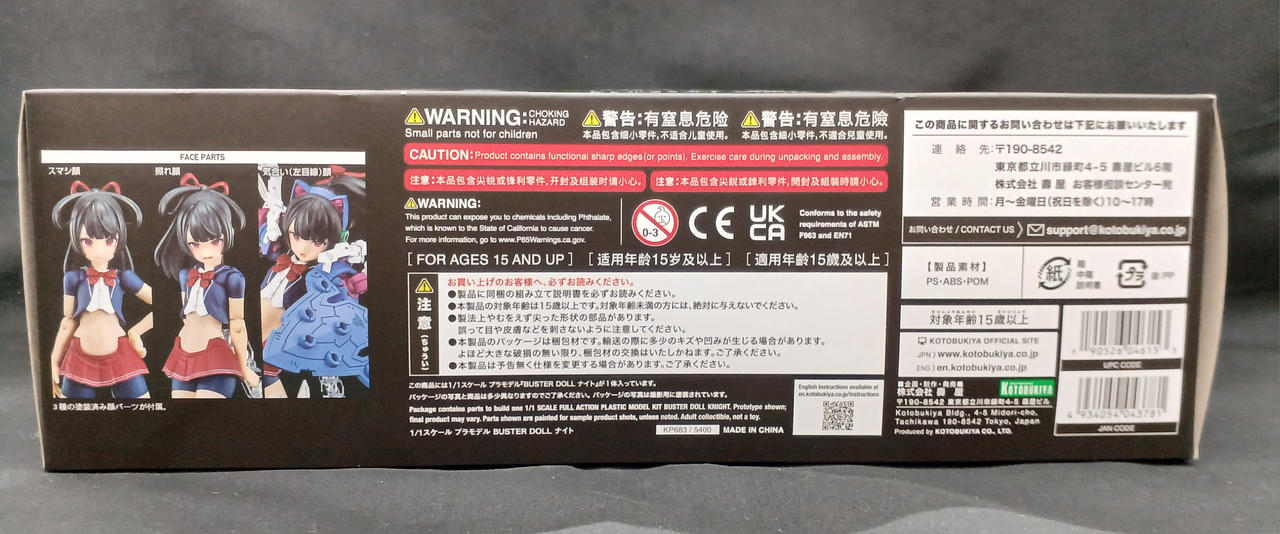 FACE PARTS
スマシ顔
照れ顔
気合い(左目線)顔
3種の塗装済み顔パーツが付属。
WARNING: CHOKING HAZARD
Small parts not for children
警告:有窒息危险
本品包含细小零件,不适合儿童使用。
警告:有窒息危險
本品包含細小零件,不適合兒童使用。
CAUTION: Product contains functional sharp edges(or points). Exercise care during unpacking and assembly.
注意:本品包含尖锐或锋利零件,开封及组装时请小心。
注意:本品包含尖銳或鋒利零件,開封及組裝時請小心。
WARNING:
This product can expose you to chemicals including Phthalate,
which is known to the State of California to cause cancer.
For more information, go to www.P65Warnings.ca.gov.
0-3
CE
UK
CA
Conforms to the safety
requirements of ASTM
F963 and EN71
[ FOR AGES 15 AND UP ]
[ 适用年龄15岁及以上 ]
[ 適用年齡15歲及以上 ]
注意(ちゅうい)
お買い上げのお客様へ、必ずお読みください。
●製品に同梱の組み立て説明書を必ずお読みください。
●本製品の対象年齢は15歳以上です。対象年齢未満の方には、絶対に与えないでください。
●製法上やむをえず尖った形状の部品があります。
誤って目や皮膚などを刺さないように注意してください。
●本製品のパッケージは梱包材です。輸送の際に多少のキズや凹みが生じる場合があります。
よほど大きな破損の無い限り、梱包材の交換はいたしかねます。ご了承ください。
●本製品は予告無く仕様を変更する場合があります。ご了承ください。
この商品には1/1スケール プラモデル「BUSTER DOLL ナイト」が1体入っています。
パッケージの写真と商品は多少異なりますのでご了承ください。パッケージの写真は撮影用に塗装しています。
Package contains parts to build one 1/1 SCALE FULL ACTION PLASTIC MODEL KIT BUSTER DOLL KNIGHT. Prototype shown;
final product may vary. Parts shown are painted for sample product shots, unless noted. Adult collectible, not a toy.
1/1スケール プラモデル BUSTER DOLL ナイト
KP683 / 5400
MADE IN CHINA
English instructions available at
en.kotobukiya.co.jp/instructions
この商品に関するお問い合わせは下記にお願いいたします
連絡先:〒190-8542
東京都立川市緑町4-5 壽屋ビル6階
株式会社 壽屋 お客様相談センター宛
営業時間:月〜金曜日(祝日を除く)10〜17時
お問い合わせ / CONTACT US
support@kotobukiya.co.jp
【製品素材】
PS・ABS・POM
紙
箱
中箱
説明書
プラ
袋:PP
対象年齢15歳以上
KOTOBUKIYA OFFICIAL SITE
JPN〉www.kotobukiya.co.jp
ENG〉en.kotobukiya.co.jp
■企画・制作・発売元
株式会社 壽屋
KOTOBUKIYA
〒190-8542 東京都立川市緑町4-5 壽屋ビル
Kotobukiya Bldg., 4-5 Midori-cho,
Tachikawa 190-8542 Tokyo, Japan
Produced by KOTOBUKIYA CO., LTD.
1 90526 04615 5
UPC CODE
4 934054 043781
JAN CODE